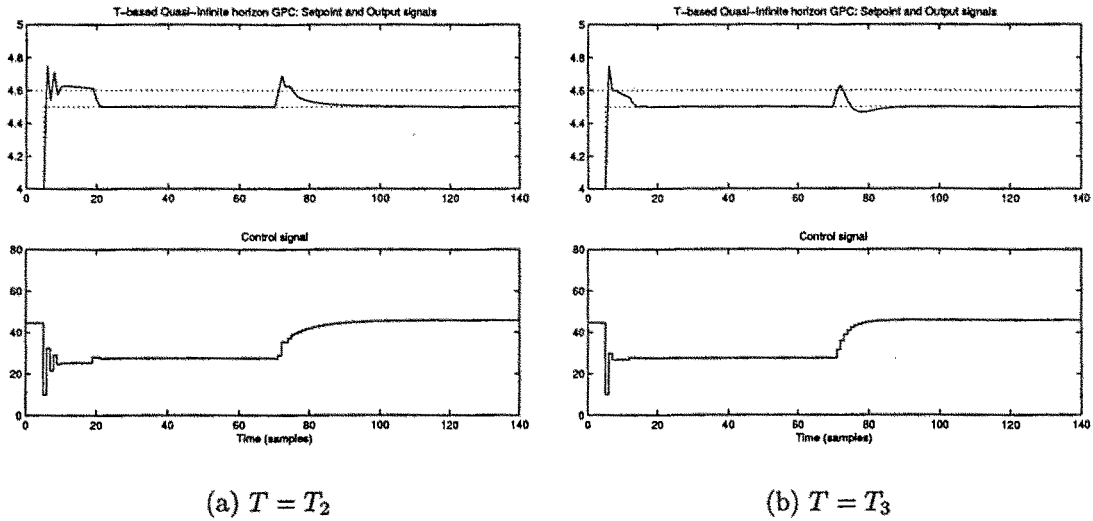 T-based Quasi-Infinite horizon GPC: Setpoint and Output signals
5
4.8
4.6
4.4
4.2
4
0 20 40 60 80 100 120 140
Control signal
80
60
40
20
0
0 20 40 60 80 100 120 140
Time (samples)
(a) T = T₂
T-based Quasi-Infinite horizon GPC: Setpoint and Output signals
5
4.8
4.6
4.4
4.2
4
0 20 40 60 80 100 120 140
Control signal
80
60
40
20
0
0 20 40 60 80 100 120 140
Time (samples)
(b) T = T₃